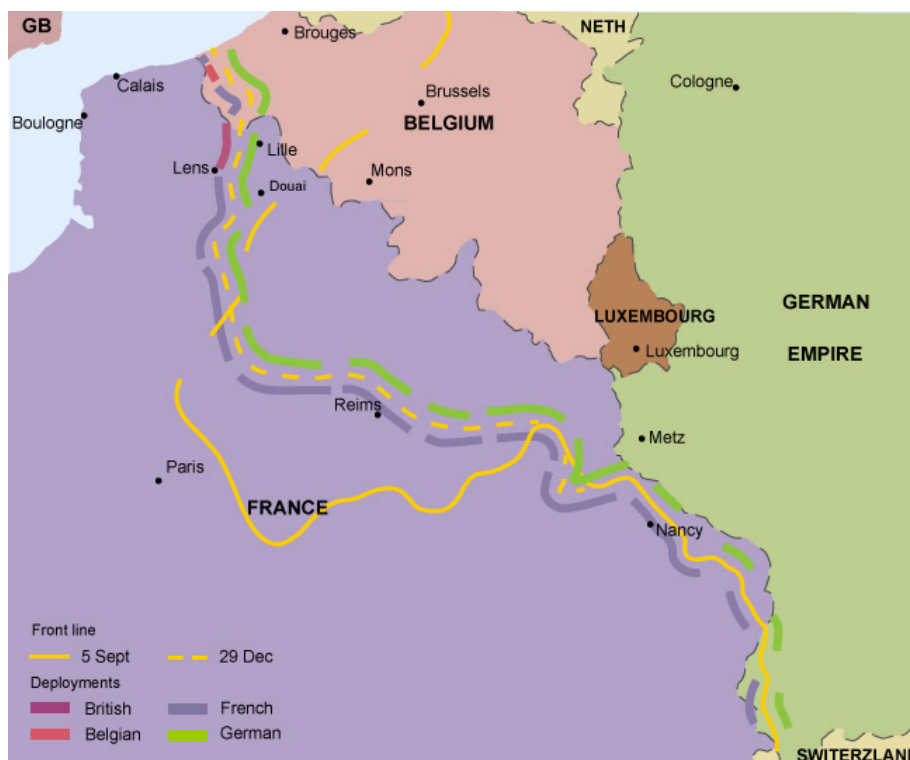 GB
NETH
Brouges
Calais
Cologne
Brussels
Boulogne
BELGIUM
Lille
Lens
Mons
Douai
GERMAN
LUXEMBOURG
Luxembourg
EMPIRE
Reims
Metz
Paris
FRANCE
Nancy
Front line
5 Sept
29 Dec
Deployments
British
French
Belgian
German
SWITERZLAND